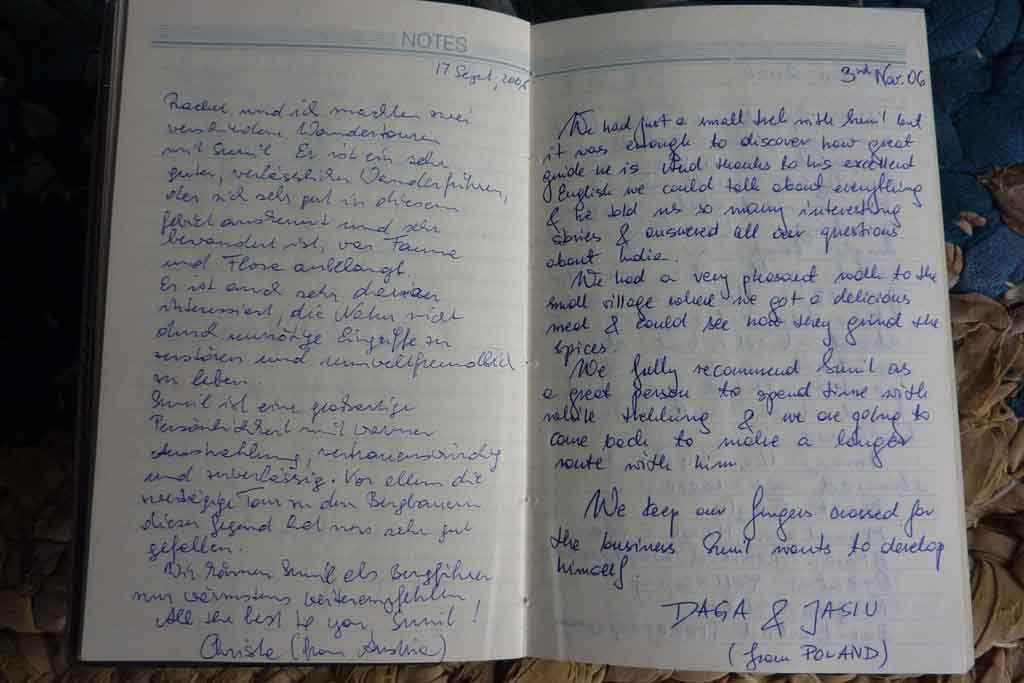 NOTES
17 Sept, 2006
Rachel und ich machten zwei
verschiedene Wandertouren
mit Sunil. Er ist ein sehr
guter, verlässlicher Wanderführer,
der sich sehr gut in diesem
Gebiet auskennt und sehr
bewandert ist, was Fauna
und Flora anbelangt.
Er ist auch sehr daran
interessiert, die Natur nicht
durch unnötige Eingriffe zu
zerstören und umweltfreundlich
zu leben.
Sunil ist eine großartige
Persönlichkeit mit warmer
Ausstrahlung, vertrauenswürdig
und zuverlässig. Vor allem die
Tour zu den Bergbauern
dieser Gegend hat uns sehr gut
gefallen.
Wir können Sunil als Bergführer
nur wärmstens weiterempfehlen
All the best to you, Sunil!
Christa (from Austria)
3nd Nov. 06
We had just a small trek with Sunil but
it was enough to discover how great
guide he is. And thanks to his excellent
English we could talk about everything
& he told us so many interesting
stories & answered all our questions
about India.
We had a very pleasant walk to the
small village where we got a delicious
meal & could see how they grind the
spices.
We fully recommend Sunil as
a great person to spend time with
while trekking & we are going to
come back to make a longer
route with him.
We keep our fingers crossed for
the business Sunil wants to develop
himself.
DAGA & JASIU
(from POLAND)